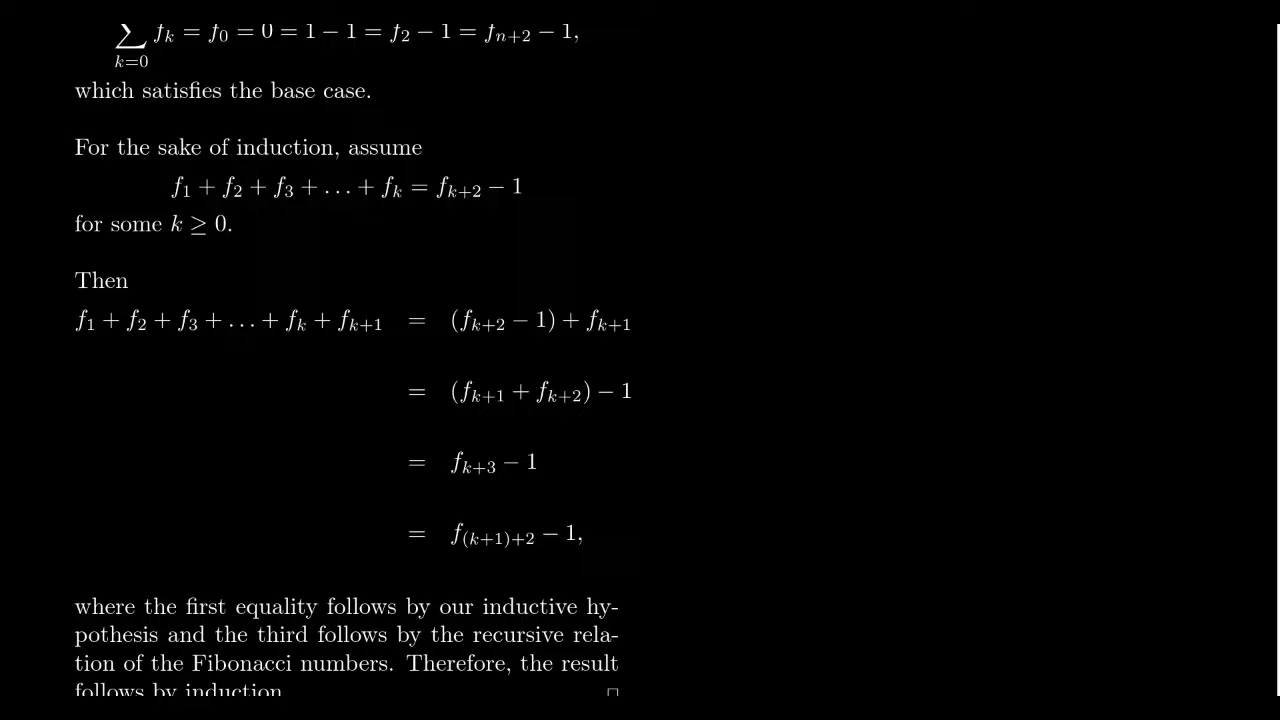 ∑ f_k = f_0 = 0 = 1 − 1 = f_2 − 1 = f_{n+2} − 1,
k=0
which satisfies the base case.
For the sake of induction, assume
f_1 + f_2 + f_3 + . . . + f_k = f_{k+2} − 1
for some k ≥ 0.
Then
f_1 + f_2 + f_3 + . . . + f_k + f_{k+1} = (f_{k+2} − 1) + f_{k+1}
= (f_{k+1} + f_{k+2}) − 1
= f_{k+3} − 1
= f_{(k+1)+2} − 1,
where the first equality follows by our inductive hy-
pothesis and the third follows by the recursive rela-
tion of the Fibonacci numbers. Therefore, the result
follows by induction □